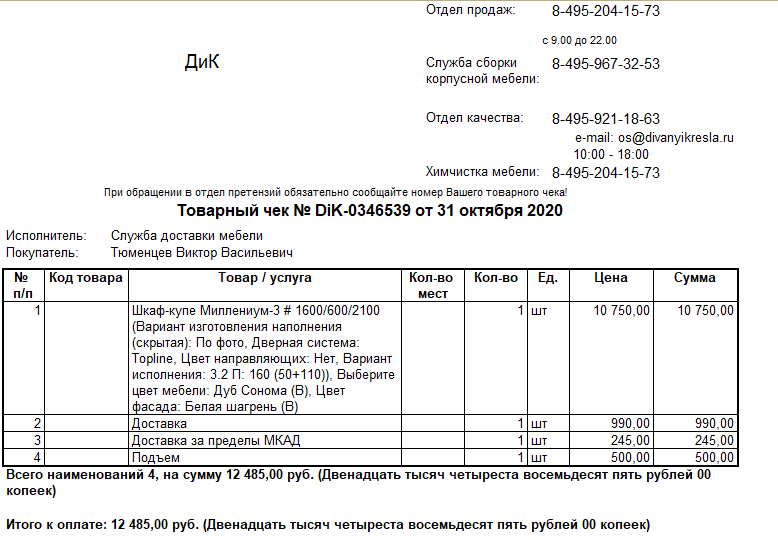 Отдел продаж: 8-495-204-15-73
с 9.00 до 22.00
ДиК
Служба сборки
корпусной мебели: 8-495-967-32-53
Отдел качества: 8-495-921-18-63
e-mail: os@divanyikresla.ru
10:00 - 18:00
Химчистка мебели: 8-495-204-15-73
При обращении в отдел претензий обязательно сообщайте номер Вашего товарного чека!
Товарный чек № DiK-0346539 от 31 октября 2020
Исполнитель: Служба доставки мебели
Покупатель: Тюменцев Виктор Васильевич
№ п/п Код товара Товар / услуга Кол-во мест Кол-во Ед. Цена Сумма
1 Шкаф-купе Миллениум-3 # 1600/600/2100 1 шт 10 750,00 10 750,00
(Вариант изготовления наполнения
(скрытая): По фото, Дверная система:
Topline, Цвет направляющих: Нет, Вариант
исполнения: 3.2 П: 160 (50+110)), Выберите
цвет мебели: Дуб Сонома (В), Цвет
фасада: Белая шагрень (В)
2 Доставка 1 шт 990,00 990,00
3 Доставка за пределы МКАД 1 шт 245,00 245,00
4 Подъем 1 шт 500,00 500,00
Всего наименований 4, на сумму 12 485,00 руб. (Двенадцать тысяч четыреста восемьдесят пять рублей 00
копеек)
Итого к оплате: 12 485,00 руб. (Двенадцать тысяч четыреста восемьдесят пять рублей 00 копеек)